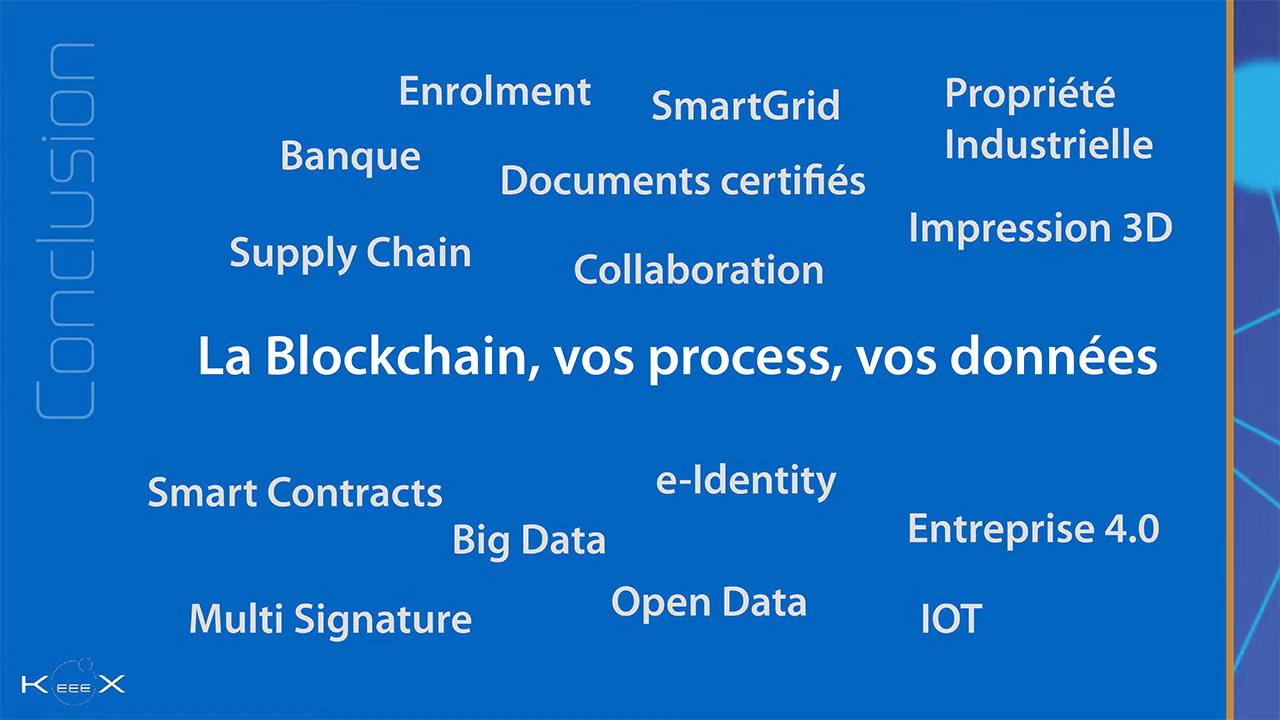 Conclusion
Enrolment
SmartGrid
Propriété
Industrielle
Banque
Documents certifiés
Impression 3D
Supply Chain
Collaboration
La Blockchain, vos process, vos données
Smart Contracts
e-Identity
Big Data
Entreprise 4.0
Open Data
Multi Signature
IOT
KeeeX